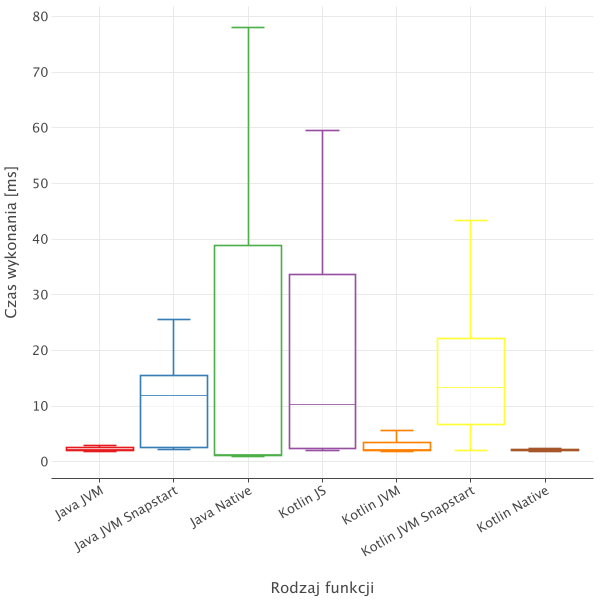 80
70
60
50
40
30
20
10
0
Czas wykonania [ms]
Java JVM
Java JVM Snapstart
Java Native
Kotlin JS
Kotlin JVM
Kotlin JVM Snapstart
Kotlin Native
Rodzaj funkcji